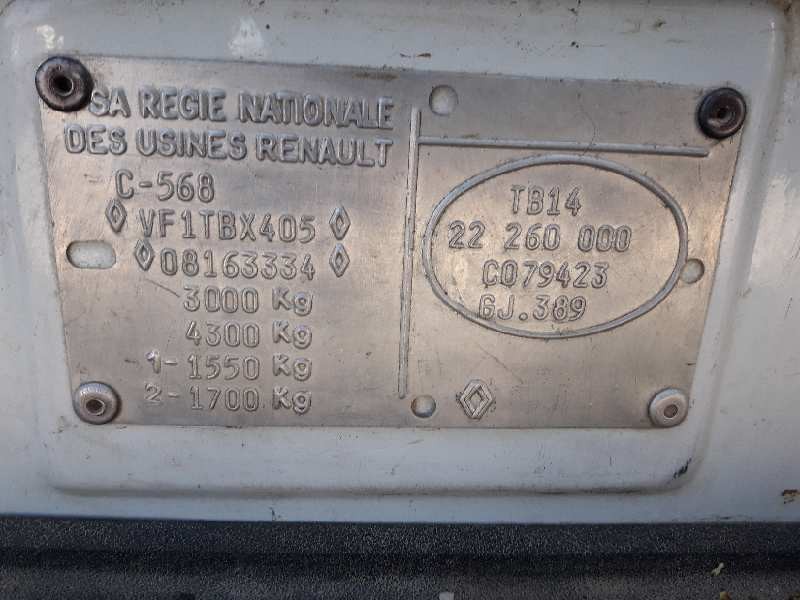 SA REGIE NATIONALE
DES USINES RENAULT
C-568
VF1TBX405
08163334
3000 Kg
4300 Kg
1-1550 Kg
2-1700 Kg
TB14
22 260 000
C079423
GJ.389